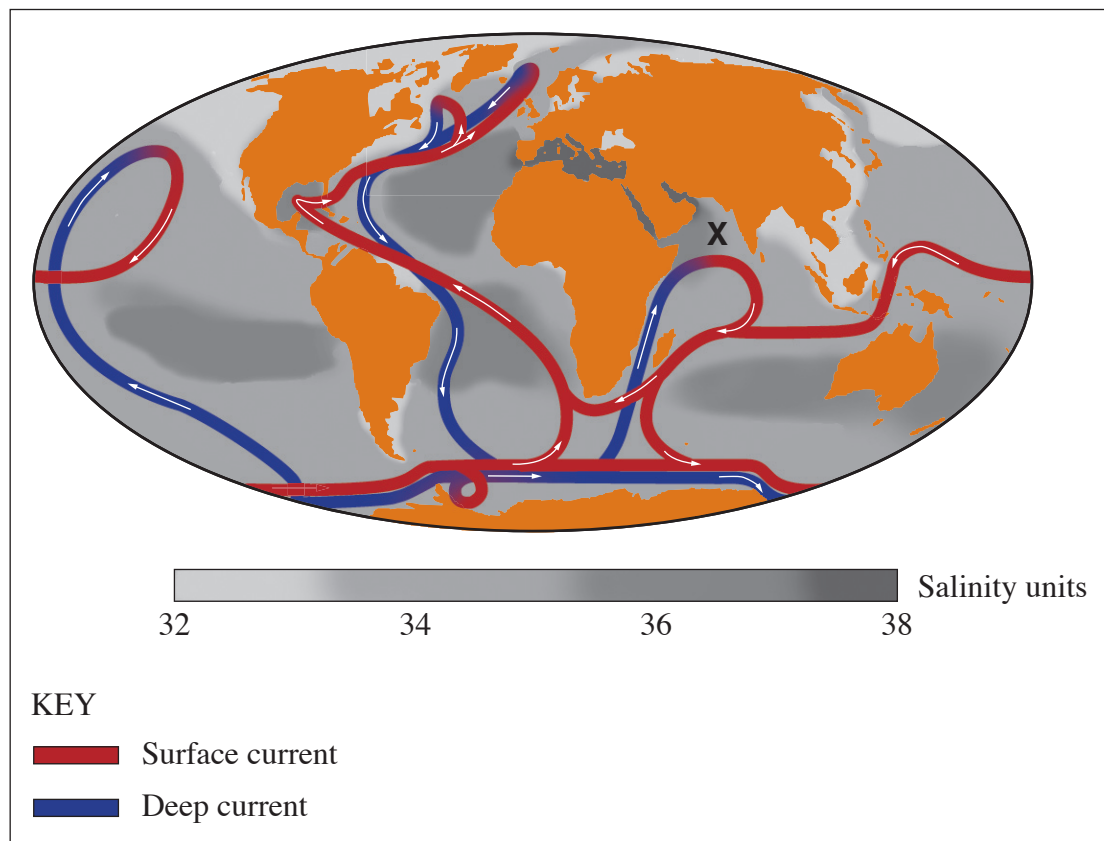 X
Salinity units
32 34 36 38
KEY
Surface current
Deep current